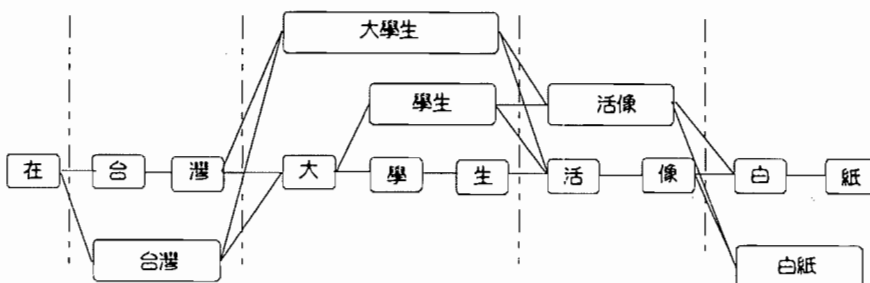 大學生
學生 活像
在 台 灣 大 學 生 活 像 白 紙
台灣 白紙